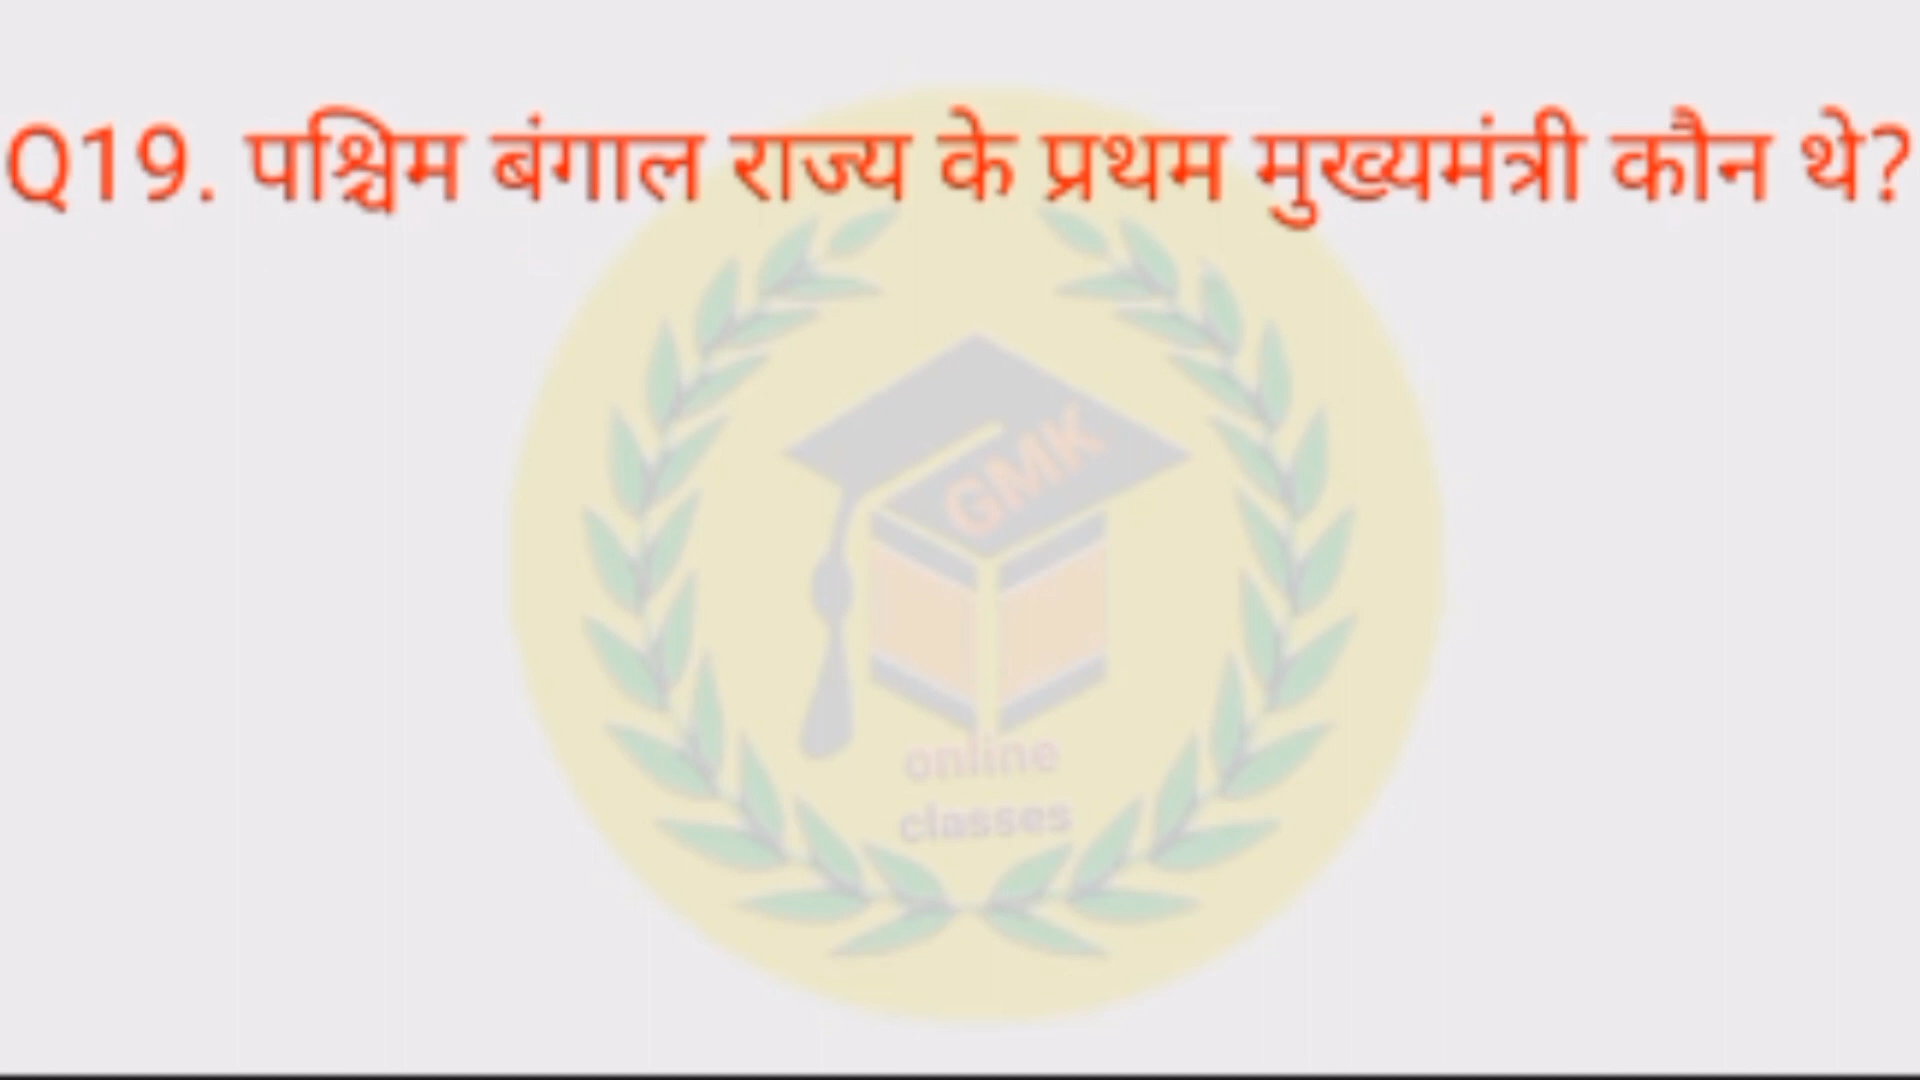 Q19. पश्चिम बंगाल राज्य के प्रथम मुख्यमंत्री कौन थे?
GMK
online
classes